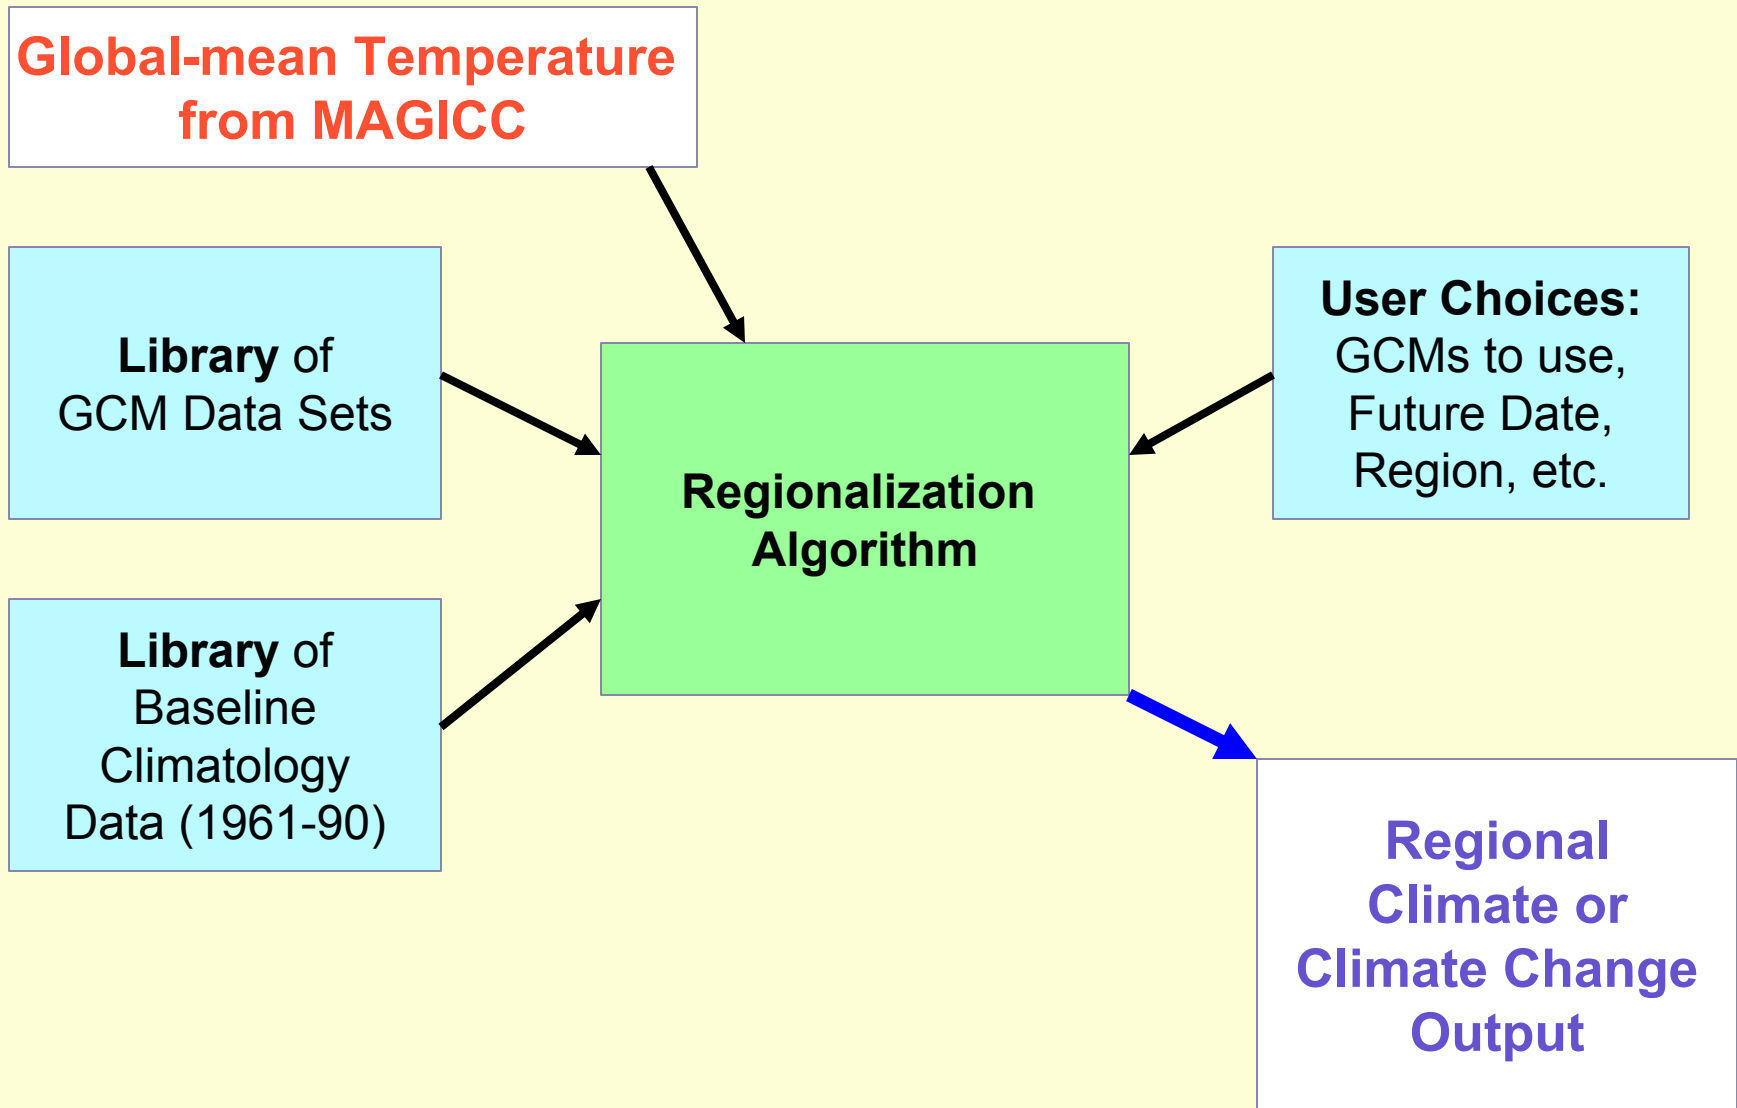 Global-mean Temperature
from MAGICC
Library of
GCM Data Sets
User Choices:
GCMs to use,
Future Date,
Region, etc.
Regionalization
Algorithm
Library of
Baseline
Climatology
Data (1961-90)
Regional
Climate or
Climate Change
Output